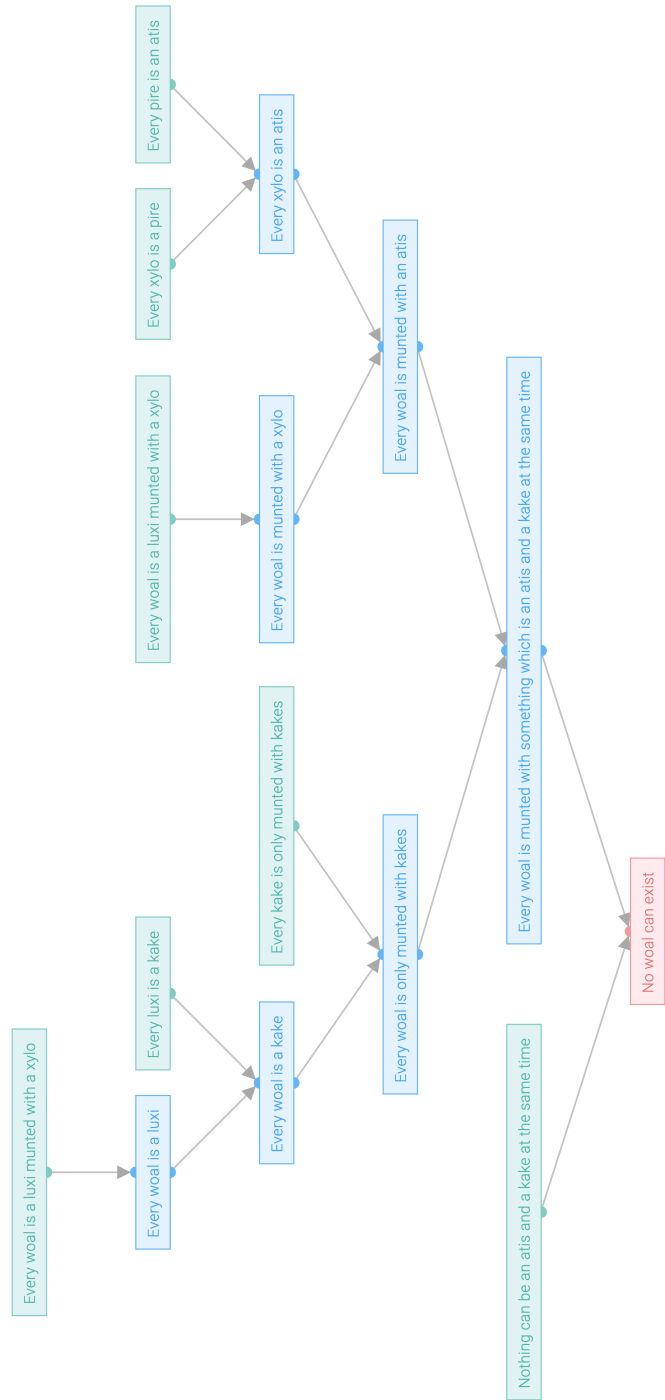 Every woal is a luxi munted with a xylo
Every woal is a luxi
Every luxi is a kake
Every woal is a luxi munted with a xylo
Every xylo is a pire
Every pire is an atis
Every woal is a kake
Every kake is only munted with kakes
Every woal is munted with a xylo
Every xylo is an atis
Every woal is only munted with kakes
Every woal is munted with an atis
Nothing can be an atis and a kake at the same time
Every woal is munted with something which is an atis and a kake at the same time
No woal can exist